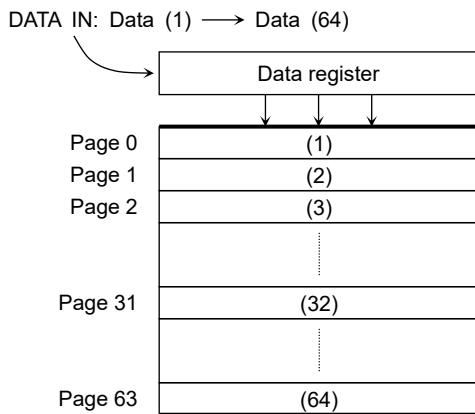 DATA IN: Data (1) → Data (64)
Data register
Page 0 (1)
Page 1 (2)
Page 2 (3)
Page 31 (32)
Page 63 (64)